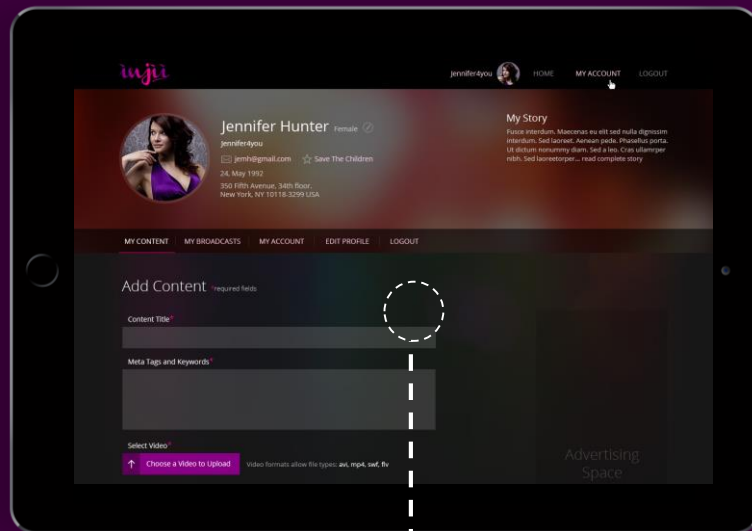 injii
Jennifer4you HOME MY ACCOUNT LOGOUT
Jennifer Hunter Female
Jennifer4you
jemh@gmail.com Save The Children
24, May 1992
350 Fifth Avenue, 34th floor.
New York, NY 10118-3299 USA
My Story
Fusce interdum. Maecenas eu elit sed nulla dignissim
interdum. Sed laoreet. Aenean pede. Phasellus porta.
Ut dictum nonummy diam. Sed a leo. Cras ullamrper
nibh. Sed laoreetorper... read complete story
MY CONTENT MY BROADCASTS MY ACCOUNT EDIT PROFILE LOGOUT
Add Content *required fields
Content Title*
Meta Tags and Keywords*
Select Video*
Choose a Video to Upload Video formats allow file types: avi, mp4, swf, flv
Advertising
Space